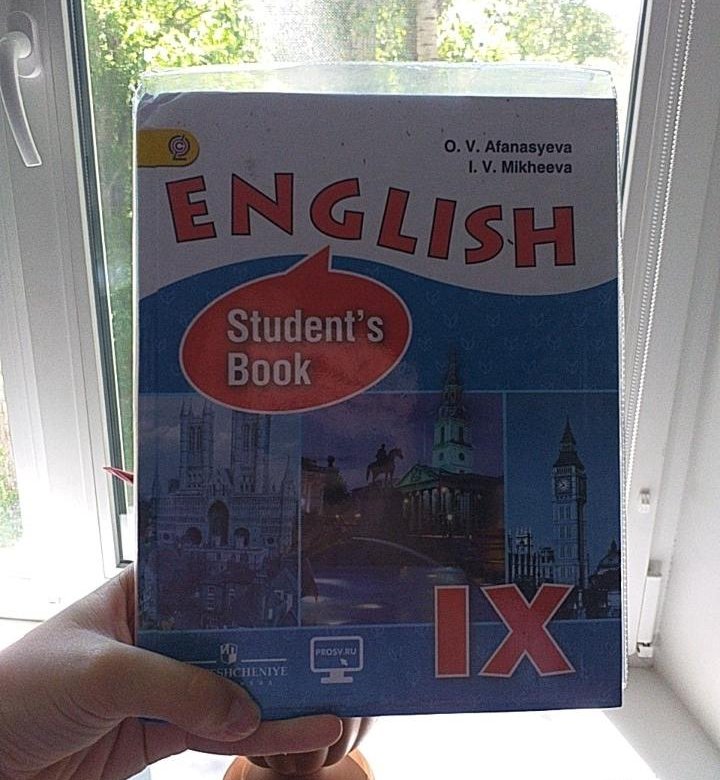 O. V. Afanasyeva
I. V. Mikheeva
ENGLISH
Student's
Book
IX
PROSV.RU